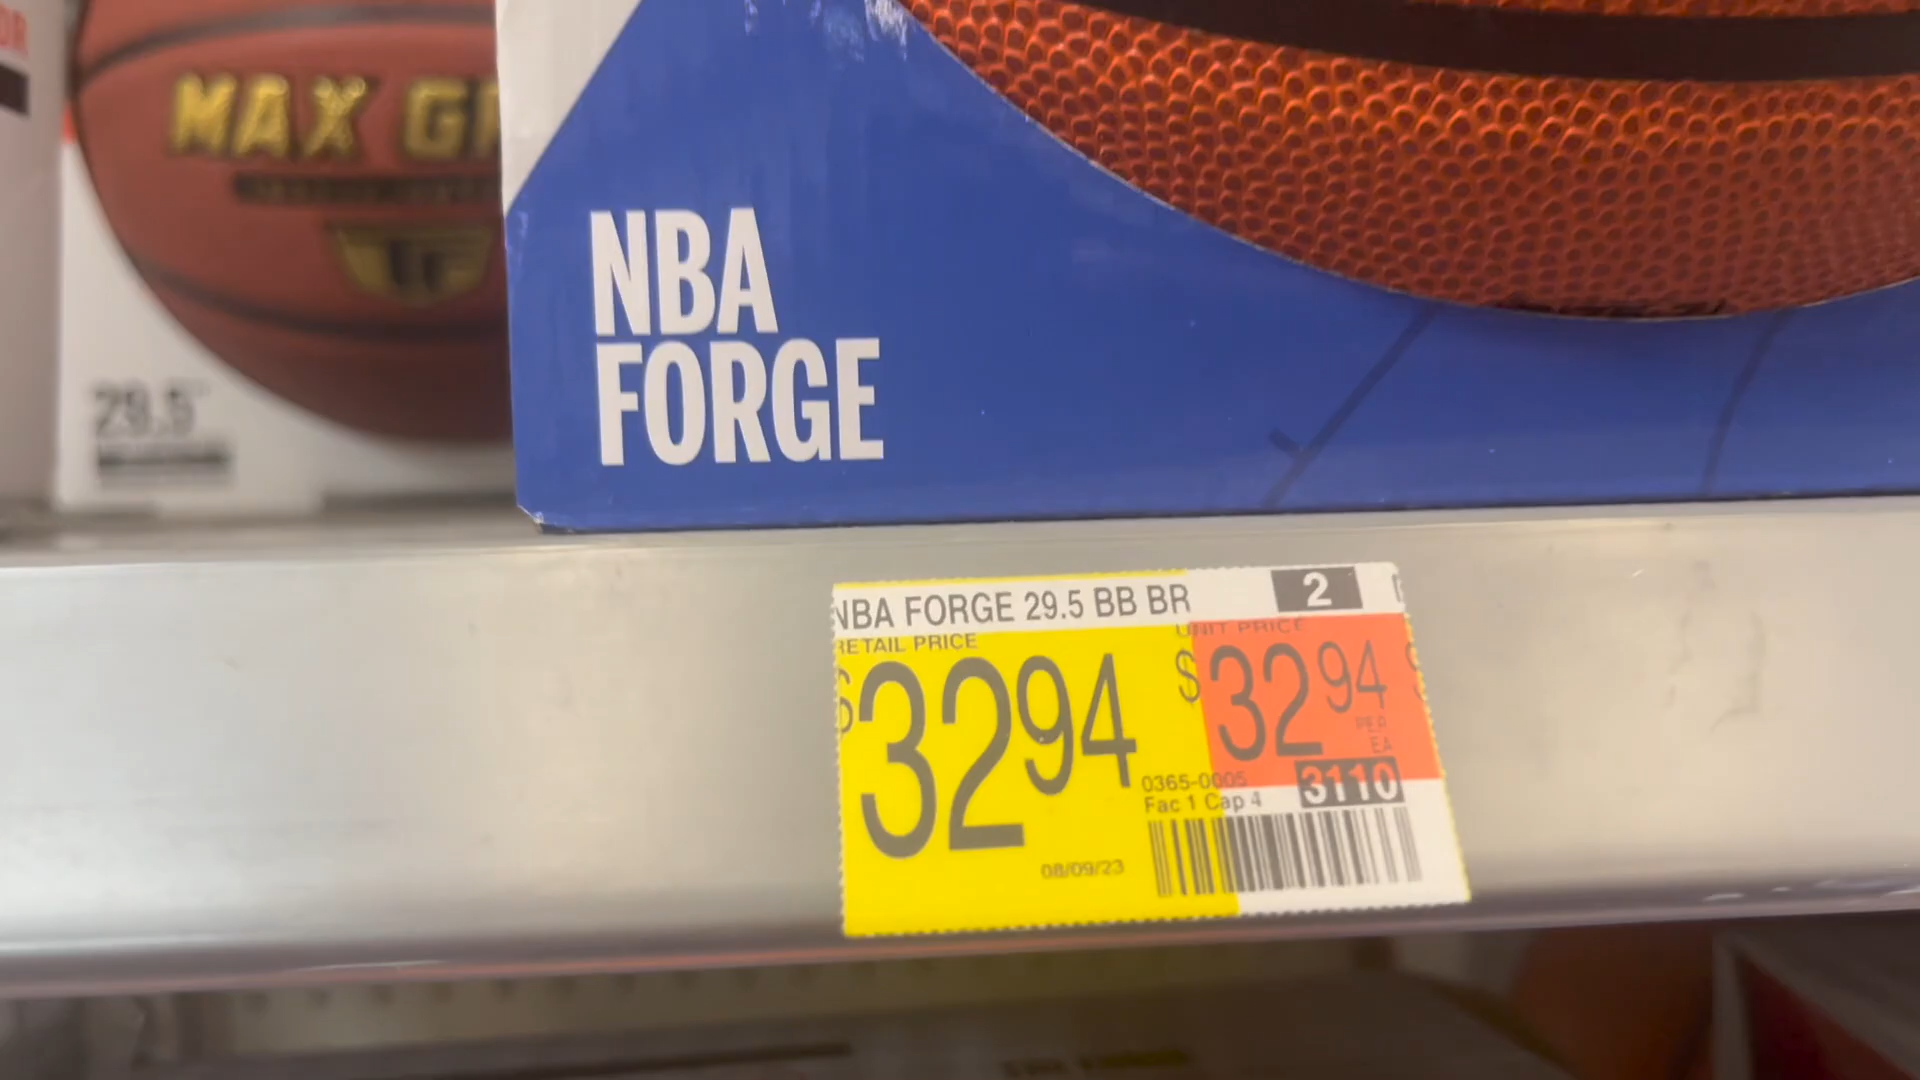 MAX
29.5"
NBA
FORGE
NBA FORGE 29.5 BB BR
2
RETAIL PRICE
UNIT PRICE
$3294
$3294
PER
EA
0365-0005
3110
Fac 1 Cap 4
08/09/23